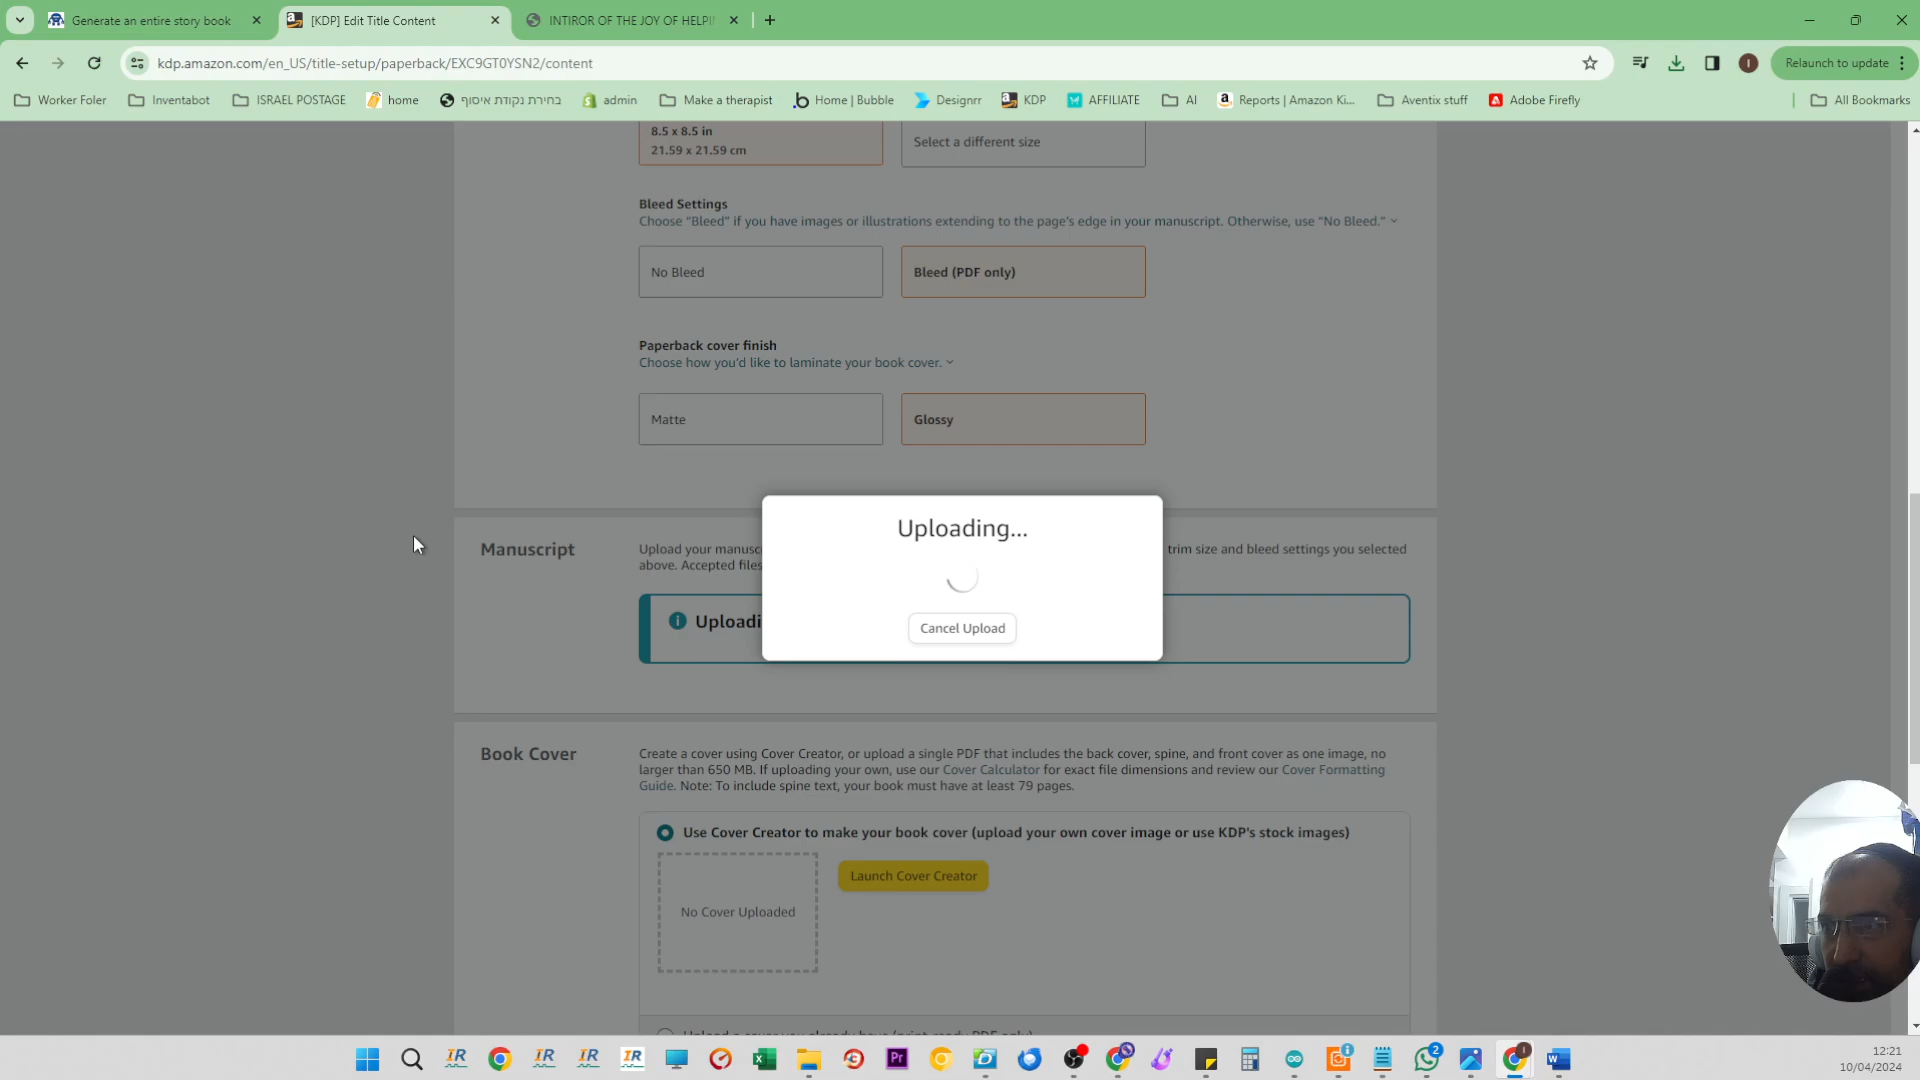 Generate an entire story book
[KDP] Edit Title Content
INTIROR OF THE JOY OF HELPI
kdp.amazon.com/en_US/title-setup/paperback/EXC9GT0YSN2/content
Relaunch to update
Worker Foler
Inventabot
ISRAEL POSTAGE
home
בחירת נקודת איסוף
admin
Make a therapist
Home | Bubble
Designrr
KDP
AFFILIATE
AI
Reports | Amazon Ki...
Aventix stuff
Adobe Firefly
All Bookmarks
8.5 x 8.5 in
21.59 x 21.59 cm
Select a different size
Bleed Settings
Choose "Bleed" if you have images or illustrations extending to the page's edge in your manuscript. Otherwise, use "No Bleed."
No Bleed
Bleed (PDF only)
Paperback cover finish
Choose how you'd like to laminate your book cover.
Matte
Glossy
Uploading...
Cancel Upload
Manuscript
Upload your manusc
trim size and bleed settings you selected
above. Accepted files
Uploadi
Book Cover
Create a cover using Cover Creator, or upload a single PDF that includes the back cover, spine, and front cover as one image, no
larger than 650 MB. If uploading your own, use our Cover Calculator for exact file dimensions and review our Cover Formatting
Guide. Note: To include spine text, your book must have at least 79 pages.
Use Cover Creator to make your book cover (upload your own cover image or use KDP's stock images)
No Cover Uploaded
Launch Cover Creator
Upload a cover you already have (print-ready PDF only)
12:21
10/04/2024